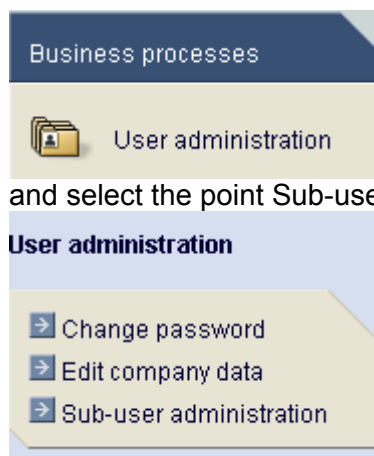 Business processes
User administration
and select the point Sub-use
User administration
Change password
Edit company data
Sub-user administration